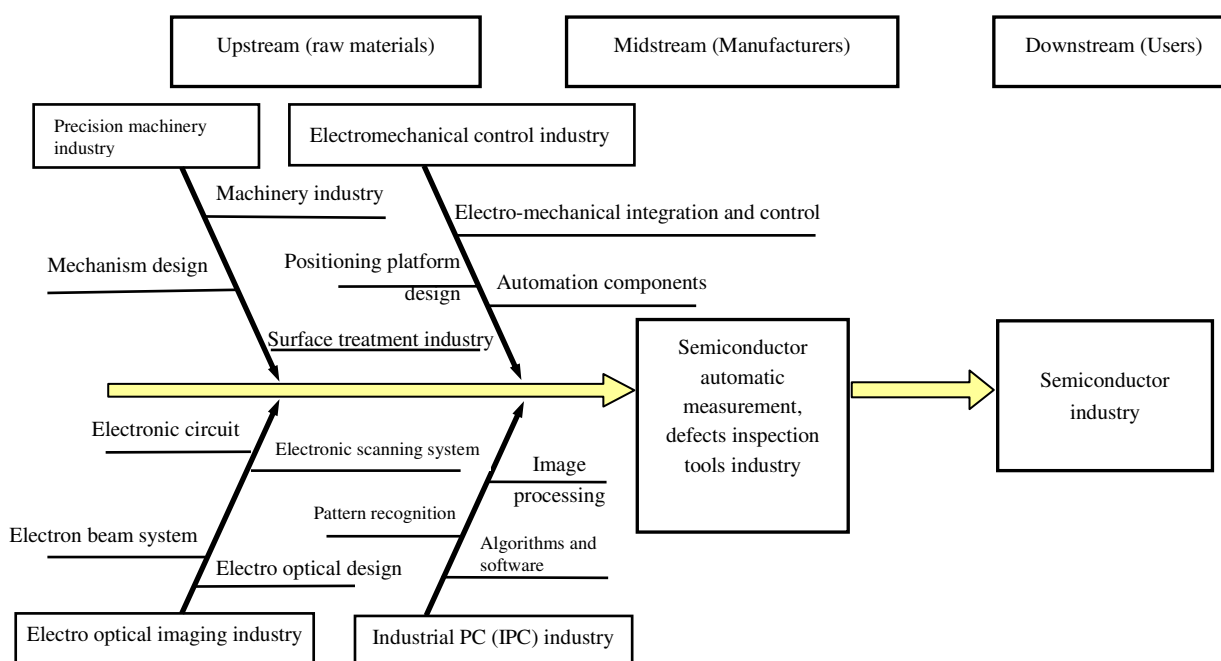 Upstream (raw materials)
Midstream (Manufacturers)
Downstream (Users)
Precision machinery
industry
Electromechanical control industry
Machinery industry
Electro-mechanical integration and control
Mechanism design
Positioning platform
design
Automation components
Surface treatment industry
Semiconductor
automatic
measurement,
defects inspection
tools industry
Semiconductor
industry
Electronic circuit
Electronic scanning system
Image
processing
Pattern recognition
Electron beam system
Algorithms and
software
Electro optical design
Electro optical imaging industry
Industrial PC (IPC) industry